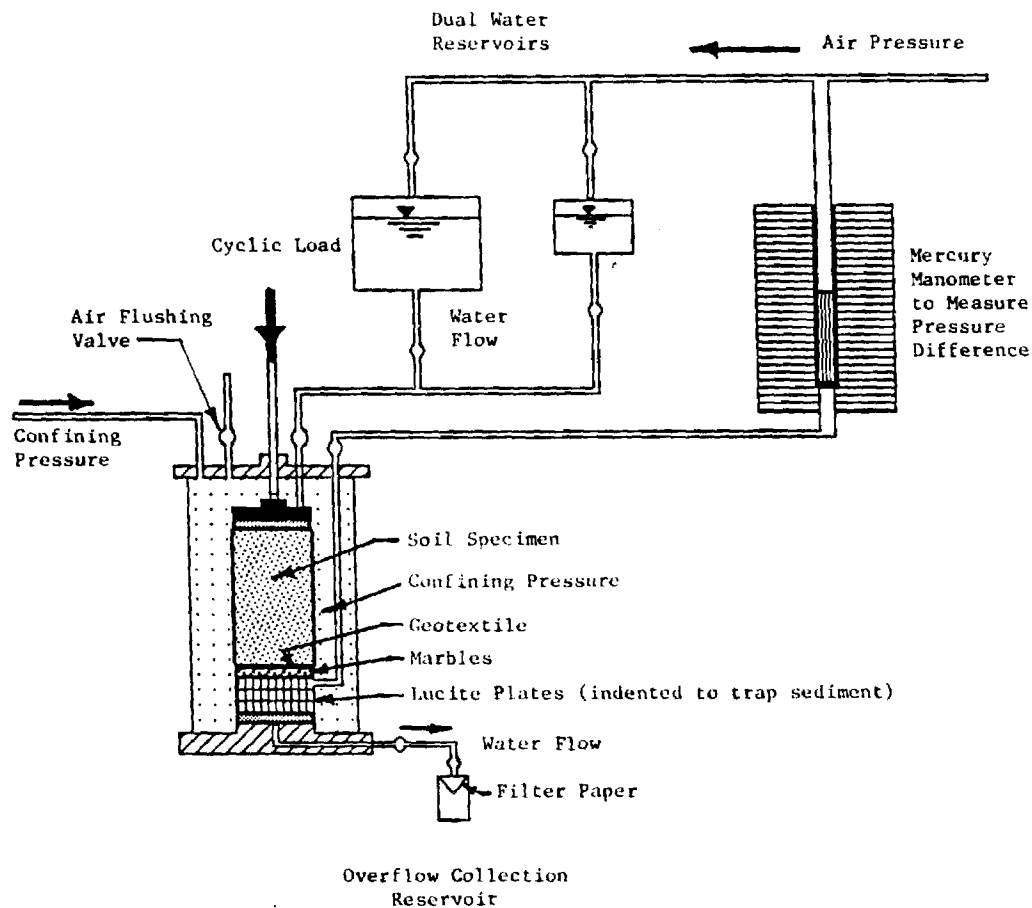 Dual Water
Reservoirs
Air Pressure
Cyclic Load
Mercury
Manometer
to Measure
Pressure
Difference
Air Flushing
Valve
Water
Flow
Confining
Pressure
Soil Specimen
Confining Pressure
Geotextile
Marbles
Lucite Plates (indented to trap sediment)
Water Flow
Filter Paper
Overflow Collection
Reservoir